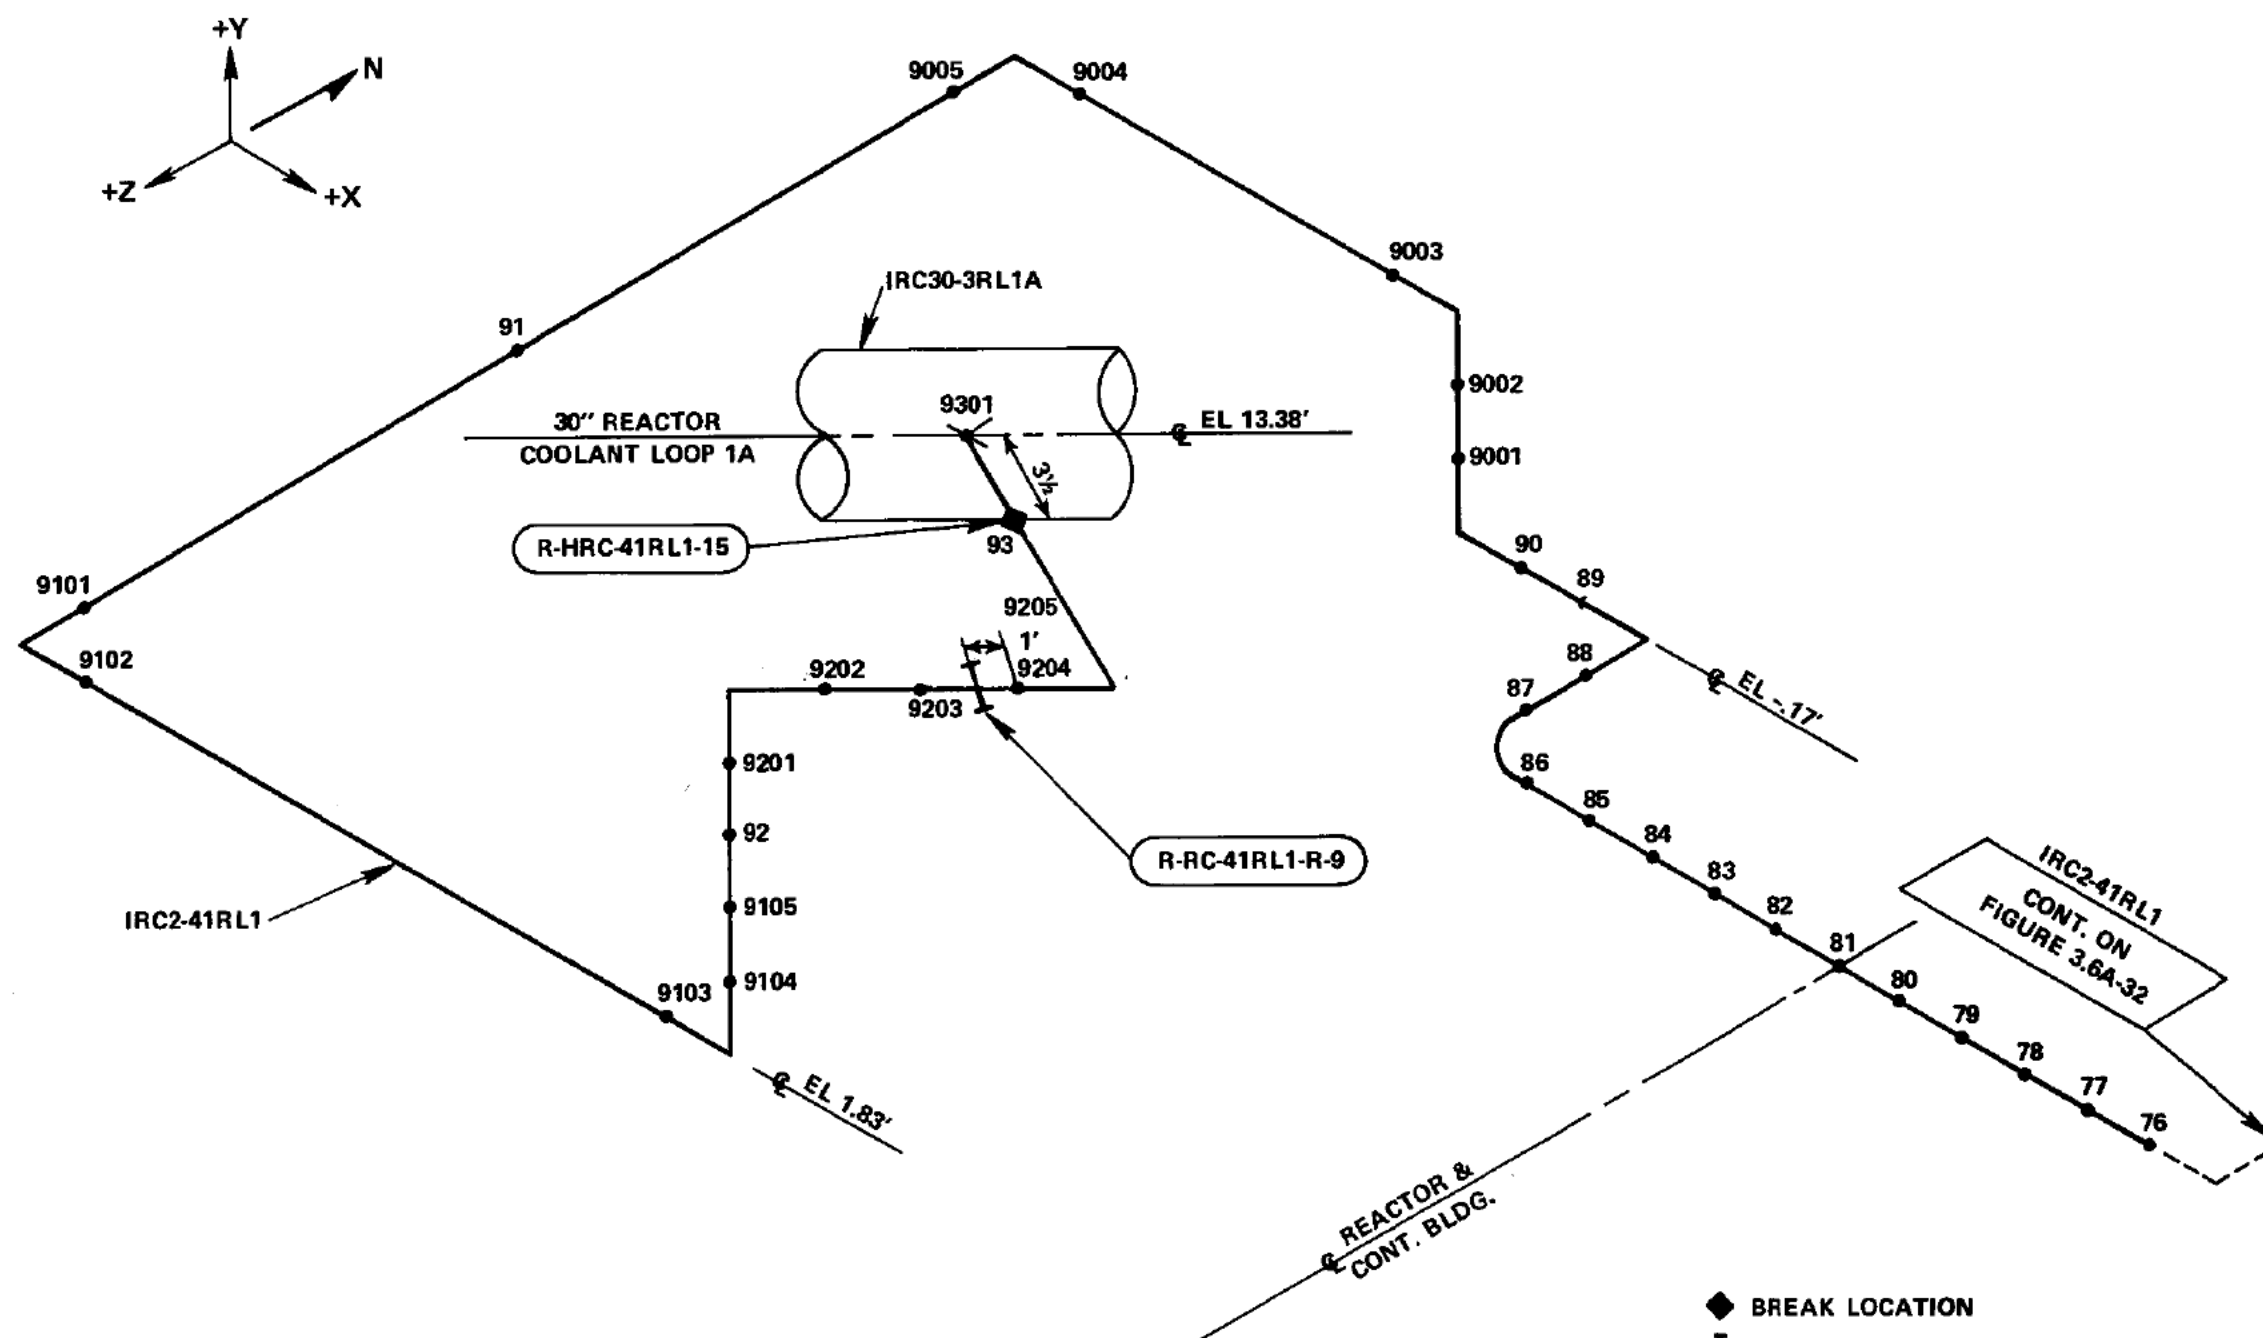 +Y
N
+Z
+X
9005
9004
9003
IRC30-3RL1A
91
9002
9301
30" REACTOR
COOLANT LOOP 1A
℄ EL 13.38'
9001
3½
R-HRC-41RL1-15
93
90
89
9101
9205
1'
9102
9202
9204
88
℄ EL -.17'
87
9203
9201
86
92
85
R-RC-41RL1-R-9
84
IRC2-41RL1
CONT. ON
FIGURE 3.6A-32
83
9105
IRC2-41RL1
82
81
9103
9104
80
79
℄ EL 1.83'
78
77
76
℄ REACTOR &
CONT. BLDG.
BREAK LOCATION